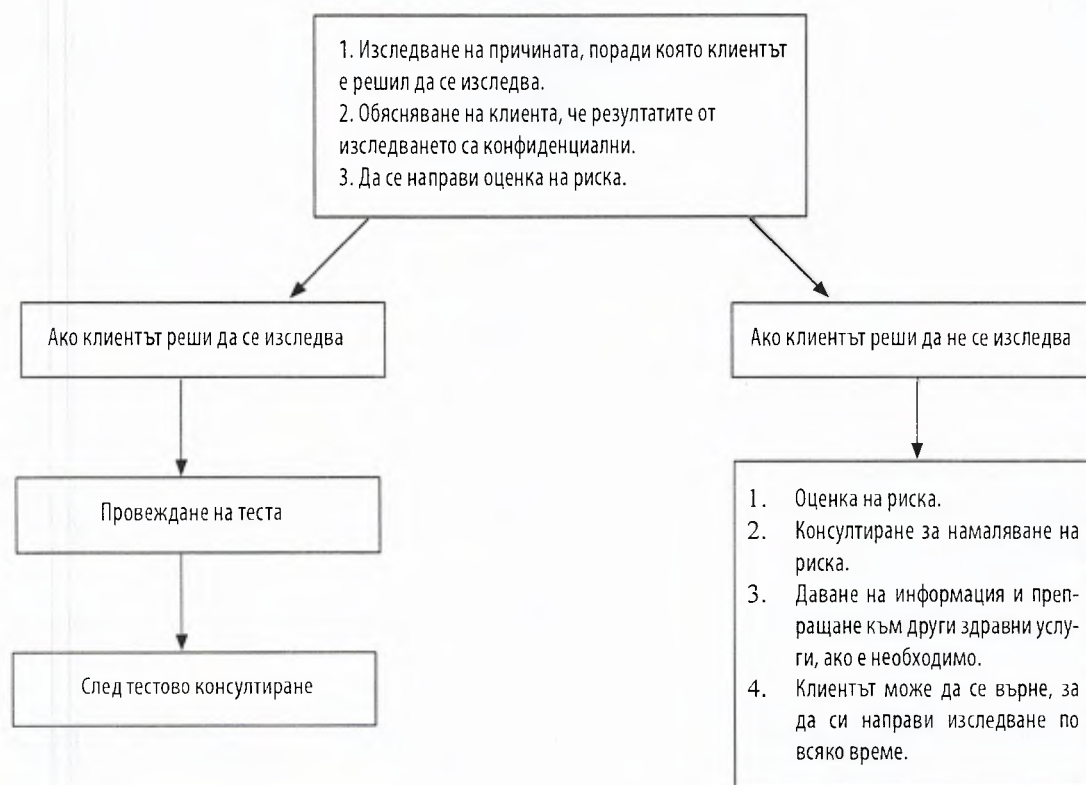 1. Изследване на причината, поради която клиентът
е решил да се изследва.
2. Обясняване на клиента, че резултатите от
изследването са конфиденциални.
3. Да се направи оценка на риска.
Ако клиентът реши да се изследва
Ако клиентът реши да не се изследва
Провеждане на теста
След тестово консултиране
1. Оценка на риска.
2. Консултиране за намаляване на
риска.
3. Даване на информация и преп-
ращане към други здравни услу-
ги, ако е необходимо.
4. Клиентът може да се върне, за
да си направи изследване по
всяко време.